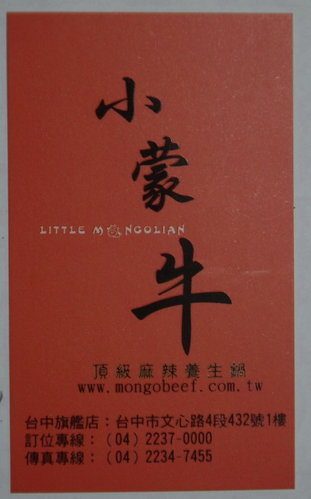 小蒙牛
LITTLE MONGOLIAN
頂級麻辣養生鍋
www.mongobeef.com.tw
台中旗艦店：台中市文心路4段432號1樓
訂位專線：(04) 2237-0000
傳真專線：(04) 2234-7455